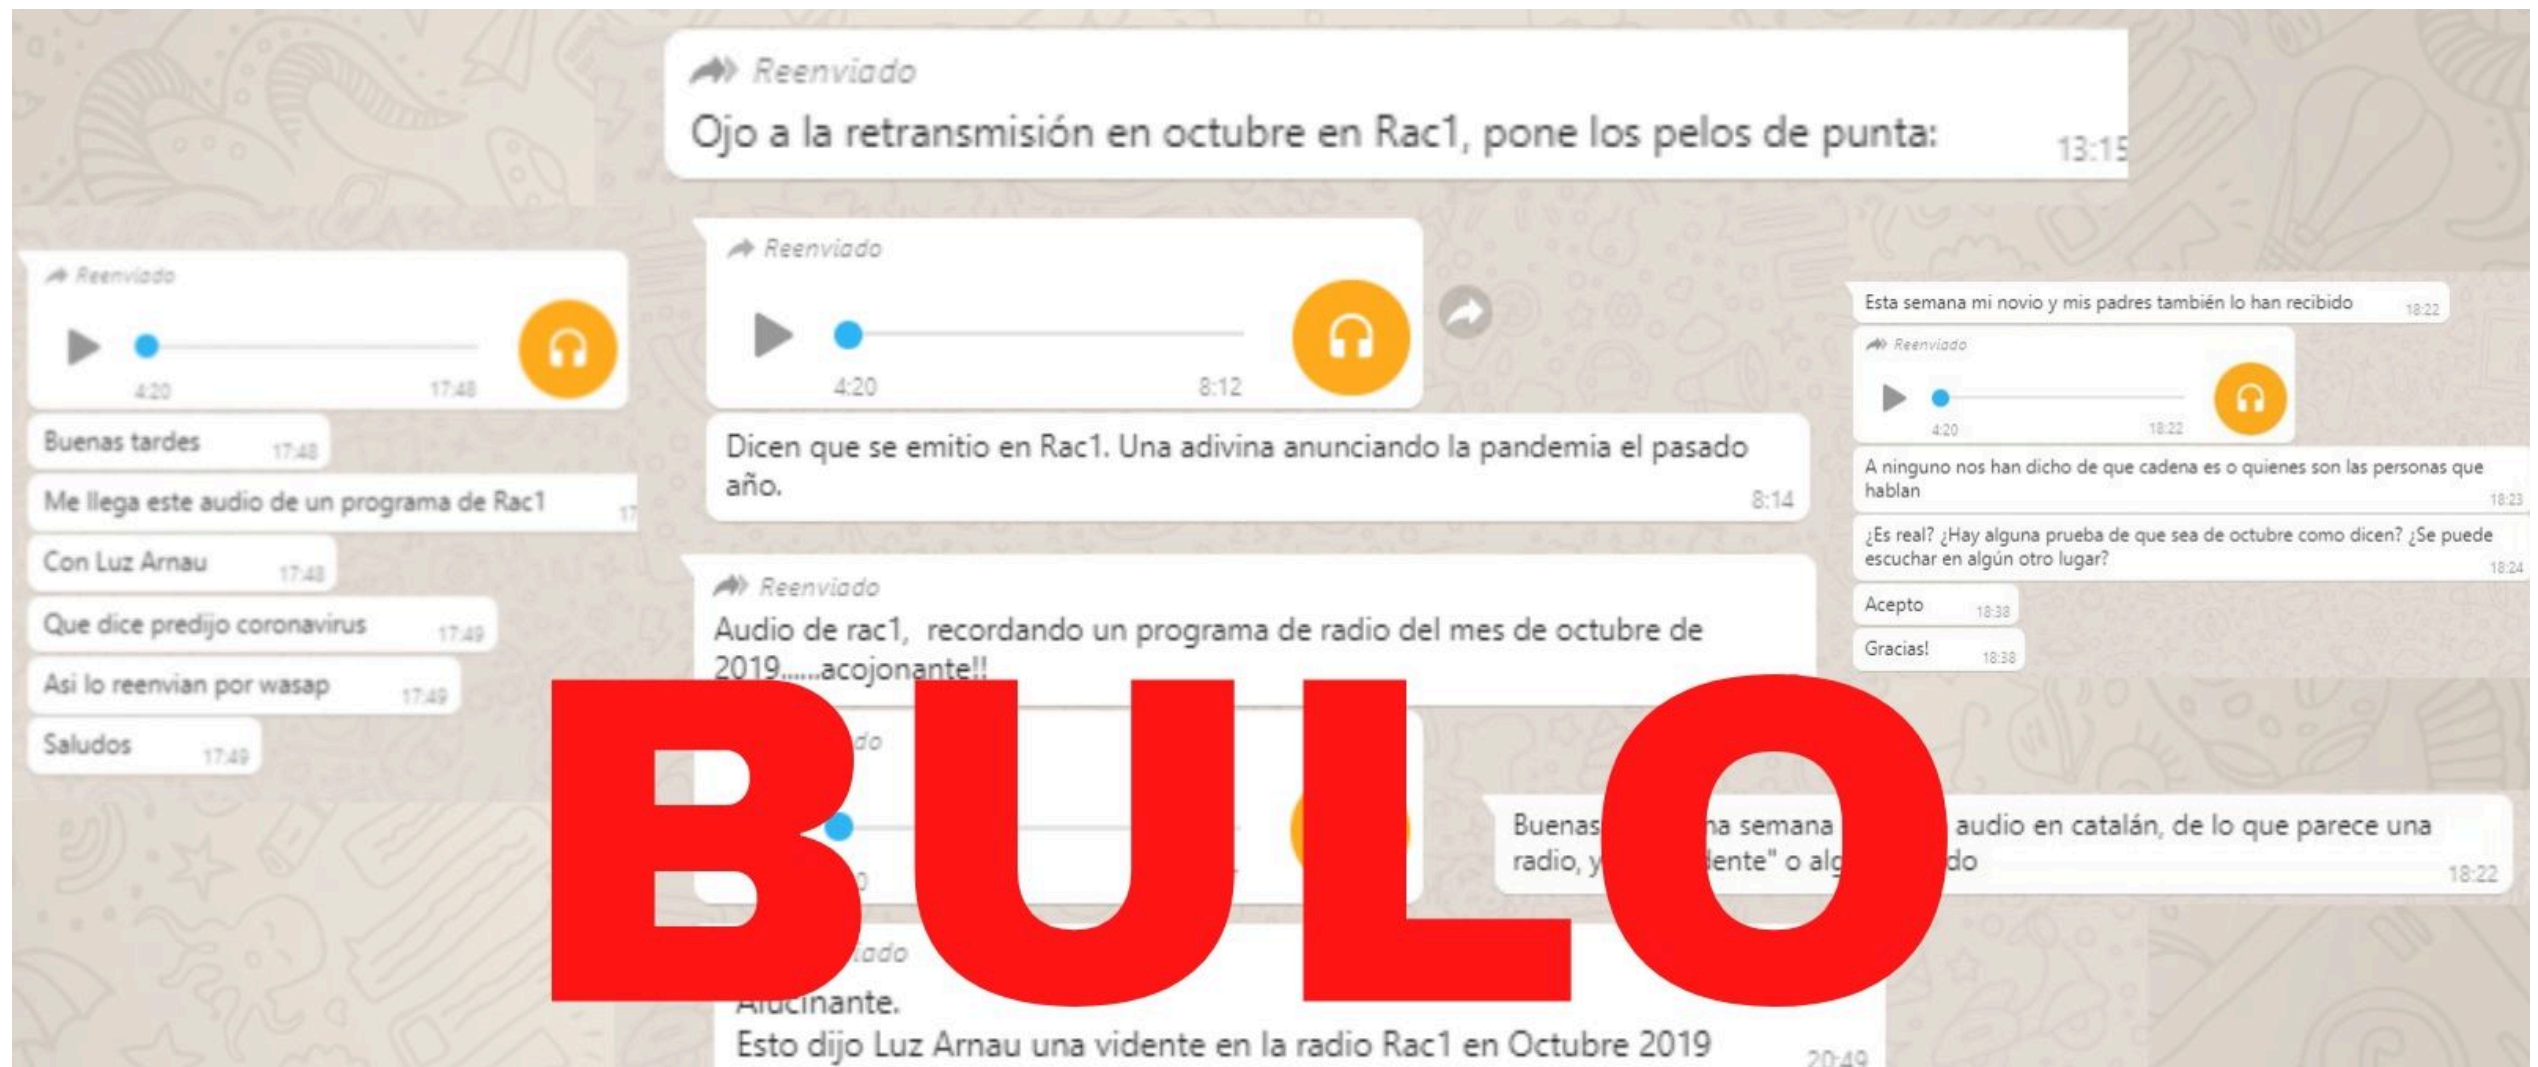 Reenviado
Ojo a la retransmisión en octubre en Rac1, pone los pelos de punta:
13:15
Reenviado
4:20 17:48
Buenas tardes 17:48
Me llega este audio de un programa de Rac1
17
Con Luz Arnau 17:48
Que dice predijo coronavirus 17:49
Asi lo reenvian por wasap 17:49
Saludos 17:49
Reenviado
4:20 8:12
Dicen que se emitio en Rac1. Una adivina anunciando la pandemia el pasado
año.
8:14
Reenviado
Audio de rac1, recordando un programa de radio del mes de octubre de
2019......acojonante!!
do
0
iado
Alucinante.
Esto dijo Luz Arnau una vidente en la radio Rac1 en Octubre 2019
20:49
Esta semana mi novio y mis padres también lo han recibido 18:22
Reenviado
4:20 18:22
A ninguno nos han dicho de que cadena es o quienes son las personas que
hablan
18:23
¿Es real? ¿Hay alguna prueba de que sea de octubre como dicen? ¿Se puede
escuchar en algún otro lugar?
18:24
Acepto 18:38
Gracias! 18:38
Buenas semana audio en catalán, de lo que parece una
radio, y
18:22
BULO